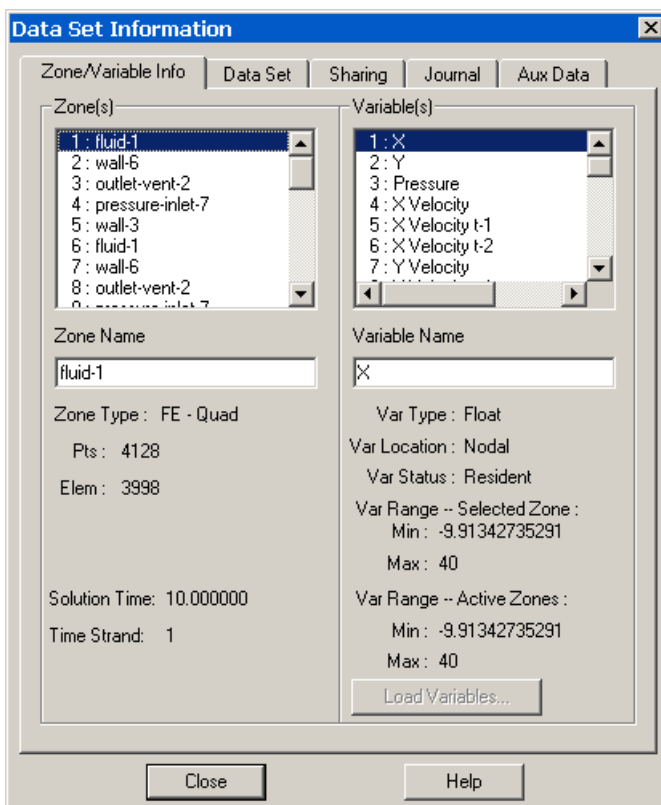 Data Set Information
Zone/Variable Info Data Set Sharing Journal Aux Data
Zone(s)
1 : fluid-1
2 : wall-6
3 : outlet-vent-2
4 : pressure-inlet-7
5 : wall-3
6 : fluid-1
7 : wall-6
8 : outlet-vent-2
Zone Name
fluid-1
Zone Type : FE - Quad
Pts : 4128
Elem : 3998
Solution Time: 10.000000
Time Strand: 1
Variable(s)
1 : X
2 : Y
3 : Pressure
4 : X Velocity
5 : X Velocity t-1
6 : X Velocity t-2
7 : Y Velocity
Variable Name
X
Var Type : Float
Var Location : Nodal
Var Status : Resident
Var Range -- Selected Zone :
Min : -9.91342735291
Max : 40
Var Range -- Active Zones :
Min : -9.91342735291
Max : 40
Load Variables...
Close Help